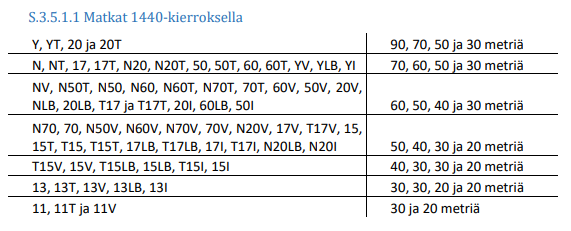 S.3.5.1.1 Matkat 1440-kierroksella
Y, YT, 20 ja 20T 90, 70, 50 ja 30 metriä
N, NT, 17, 17T, N20, N20T, 50, 50T, 60, 60T, YV, YLB, YI 70, 60, 50 ja 30 metriä
NV, N50T, N50, N60, N60T, N70T, 70T, 60V, 50V, 20V,
NLB, 20LB, T17 ja T17T, 20I, 60LB, 50I 60, 50, 40 ja 30 metriä
N70, 70, N50V, N60V, N70V, 70V, N20V, 17V, T17V, 15,
15T, T15, T15T, 17LB, T17LB, 17I, T17I, N20LB, N20I 50, 40, 30 ja 20 metriä
T15V, 15V, T15LB, 15LB, T15I, 15I 40, 30, 30 ja 20 metriä
13, 13T, 13V, 13LB, 13I 30, 30, 20 ja 20 metriä
11, 11T ja 11V 30 ja 20 metriä